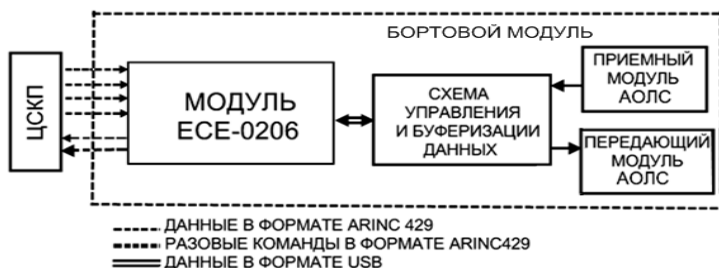 БОРТОВОЙ МОДУЛЬ
ЦСКП
МОДУЛЬ
ЕСЕ-0206
СХЕМА
УПРАВЛЕНИЯ
И БУФЕРИЗАЦИИ
ДАННЫХ
ПРИЕМНЫЙ
МОДУЛЬ
АОЛС
ПЕРЕДАЮЩИЙ
МОДУЛЬ
АОЛС
ДАННЫЕ В ФОРМАТЕ ARINC 429
РАЗОВЫЕ КОМАНДЫ В ФОРМАТЕ ARINC429
ДАННЫЕ В ФОРМАТЕ USB